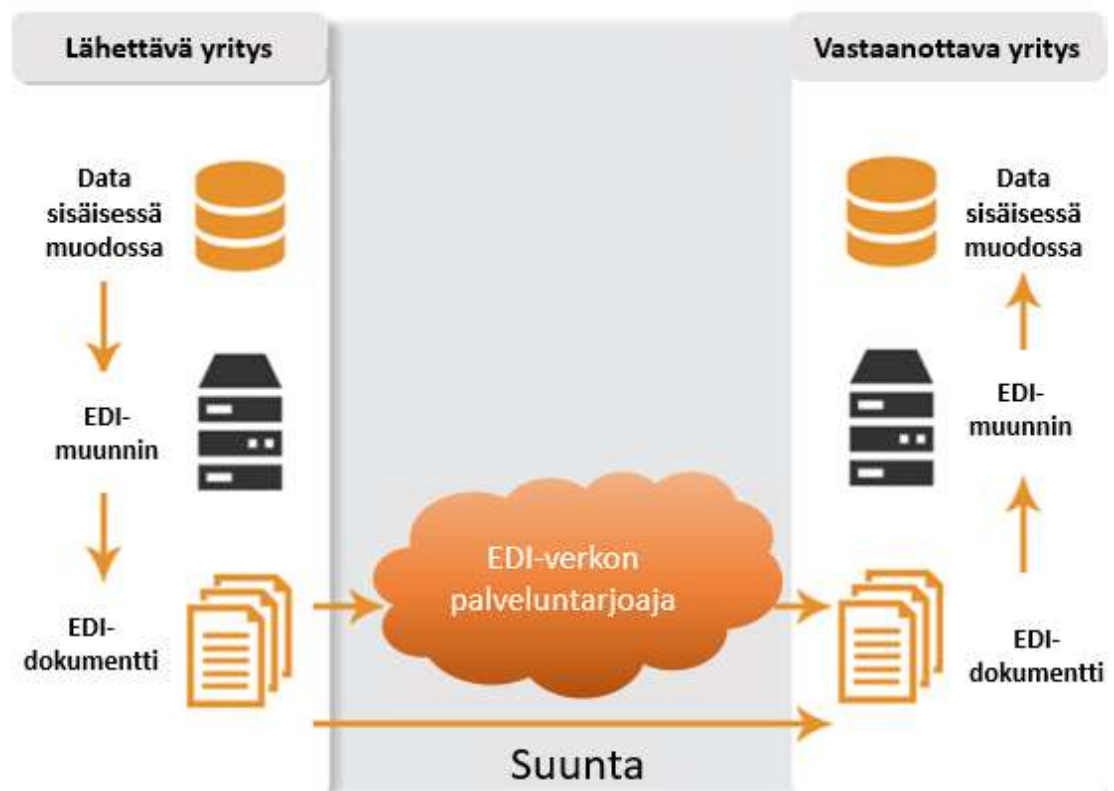 Lähettävä yritys
Vastaanottava yritys
Data
sisäisessä
muodossa
EDI-
muunnin
EDI-
dokumentti
EDI-verkon
palveluntarjoaja
Suunta
Data
sisäisessä
muodossa
EDI-
muunnin
EDI-
dokumentti